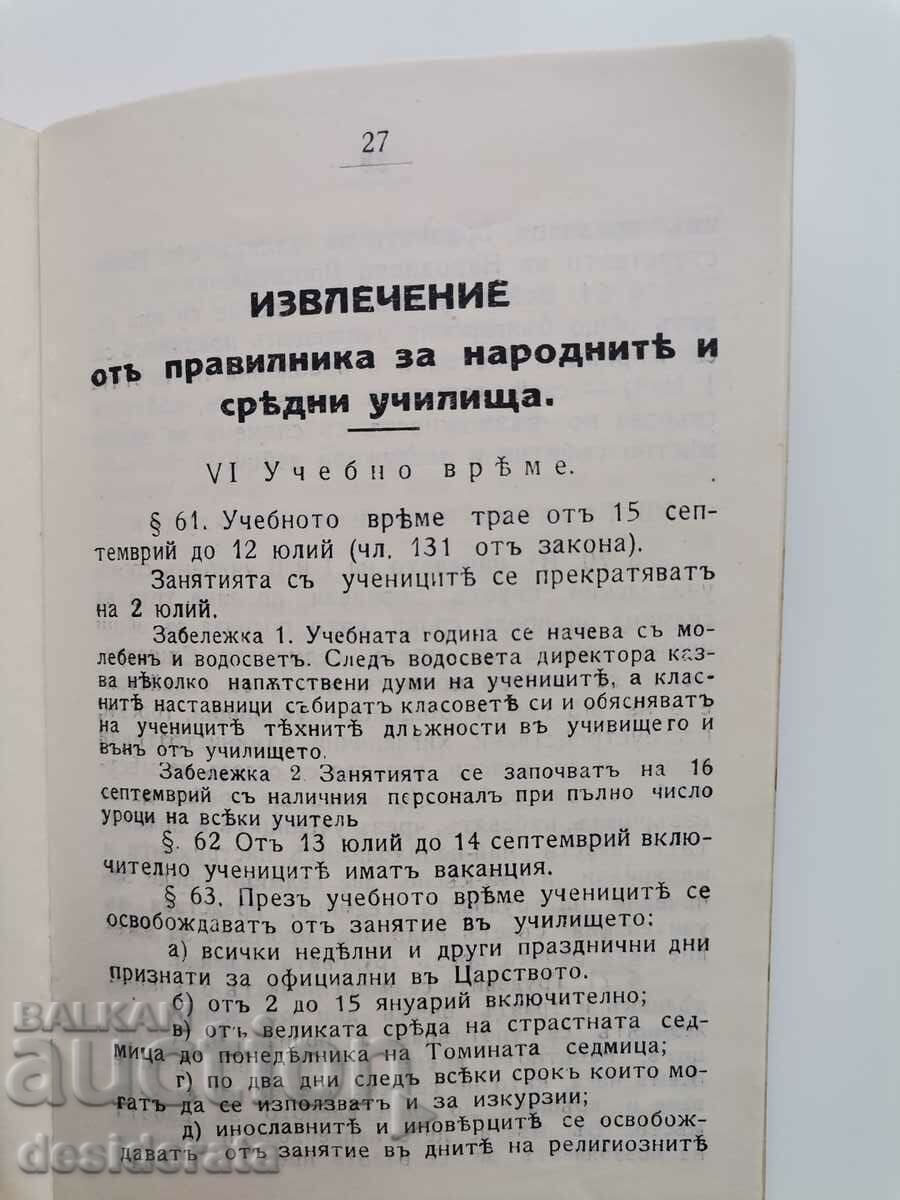 27
ИЗВЛЕЧЕНИЕ
отъ правилника за народнитѣ и
срѣдни училища.
VI Учебно врѣме.
§ 61. Учебното врѣме трае отъ 15 сеп-
темврий до 12 юлий (чл. 131 отъ закона).
Занятията съ ученицитѣ се прекратяватъ
на 2 юлий.
Забележка 1. Учебната година се начева съ мо-
лебенъ и водосветъ. Следъ водосвета директора каз-
ва нѣколко напѫтствени думи на ученицитѣ, а клас-
нитѣ наставници събиратъ класоветѣ си и обясняватъ
на ученицитѣ тѣхнитѣ длъжности въ учивищего и
вънъ отъ училището.
Забележка 2 Занятията се започватъ на 16
септемврий съ наличния персоналъ при пълно число
уроци на всѣки учитель
§. 62 Отъ 13 юлий до 14 септемврий вклю-
чително ученицитѣ иматъ ваканция.
§ 63. Презъ учебното врѣме ученицитѣ се
освобождаватъ отъ занятие въ училището:
а) всички недѣлни и други празднични дни
признати за официални въ Царството.
б) отъ 2 до 15 януарий включително;
в) отъ великата срѣда на страстната сед-
мица до понедѣлника на Томината седмица;
г) по два дни следъ всѣки срокъ които мо-
гатъ да се използватъ и за изкурзии;
д) инославнитѣ и иновѣрцитѣ се освобож-
даватъ отъ занятие въ днитѣ на религиознитѣ
BALKAN
auction
desiderata